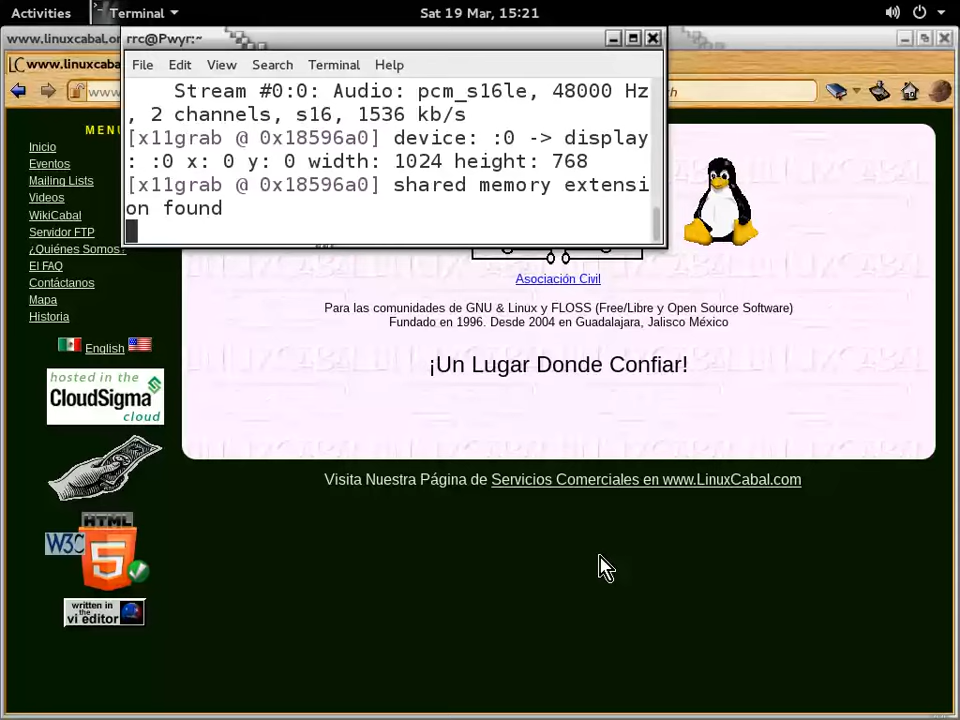 Activities
Terminal
Sat 19 Mar, 15:21
www.linuxcabal.or
rrc@Pwyr:~
File Edit View Search Terminal Help
Stream #0:0: Audio: pcm_s16le, 48000 Hz
, 2 channels, s16, 1536 kb/s
[x11grab @ 0x18596a0] device: :0 -> display
: :0 x: 0 y: 0 width: 1024 height: 768
[x11grab @ 0x18596a0] shared memory extensi
on found
LC www.linuxcabal
www
MENU
Inicio
Eventos
Mailing Lists
Videos
WikiCabal
Servidor FTP
¿Quiénes Somos?
El FAQ
Contáctanos
Mapa
Historia
English
hosted in the
CloudSigma
cloud
HTML
W3C
5
written in
the
vi editor
Asociación Civil
Para las comunidades de GNU & Linux y FLOSS (Free/Libre y Open Source Software)
Fundado en 1996. Desde 2004 en Guadalajara, Jalisco México
¡Un Lugar Donde Confiar!
Visita Nuestra Página de Servicios Comerciales en www.LinuxCabal.com